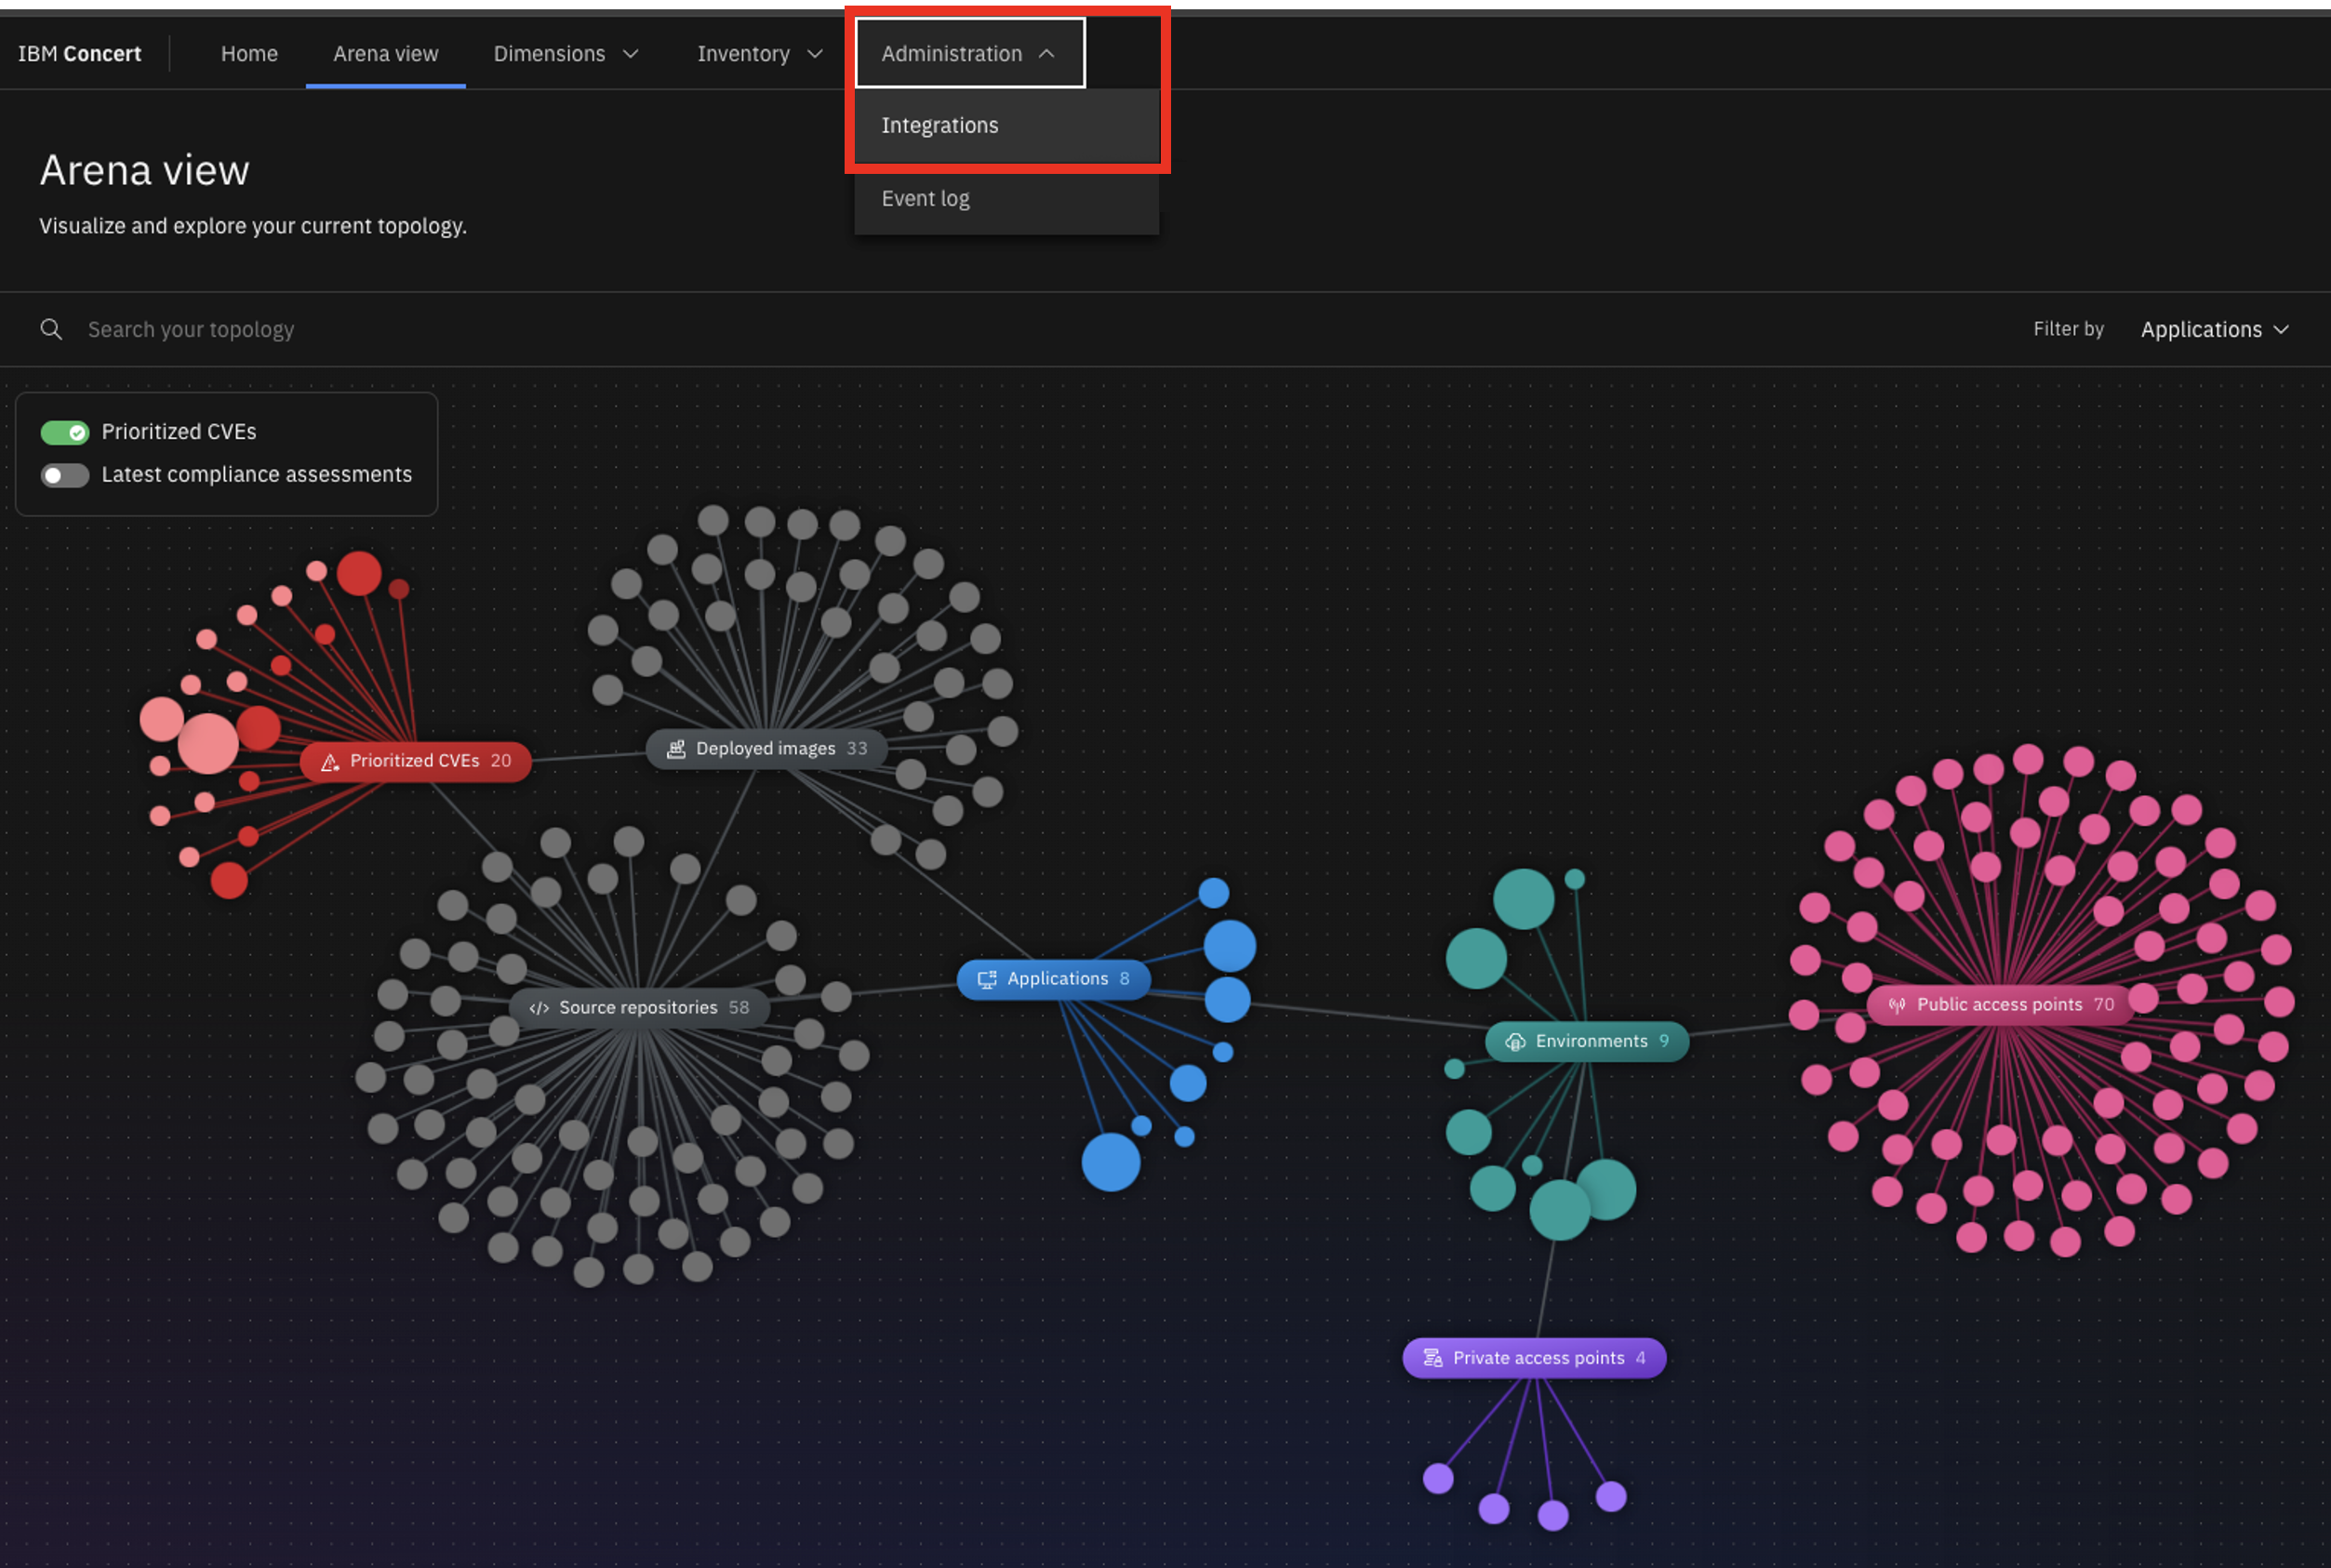 IBM Concert
Home
Arena view
Dimensions
Inventory
Administration
Integrations
Event log
Arena view
Visualize and explore your current topology.
Search your topology
Filter by
Applications
Prioritized CVEs
Latest compliance assessments
Prioritized CVEs 20
Deployed images 33
Source repositories 58
Applications 8
Environments 9
Public access points 70
Private access points 4